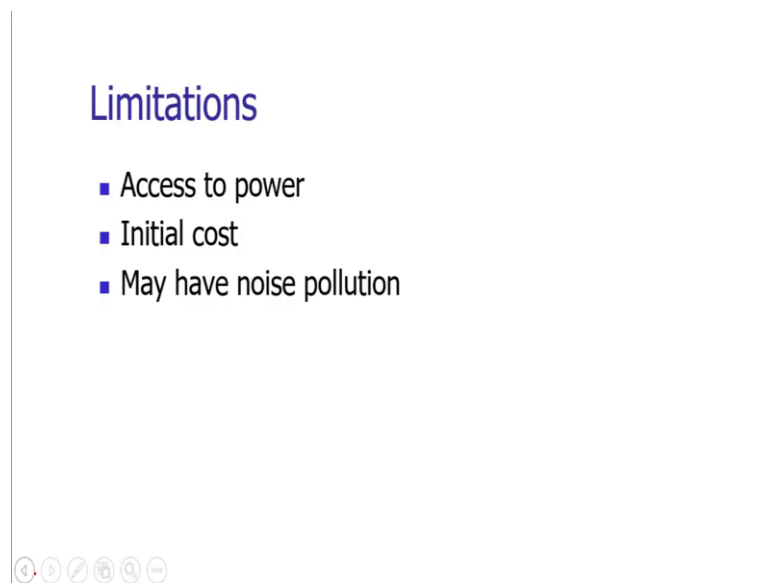 Limitations
Access to power
Initial cost
May have noise pollution